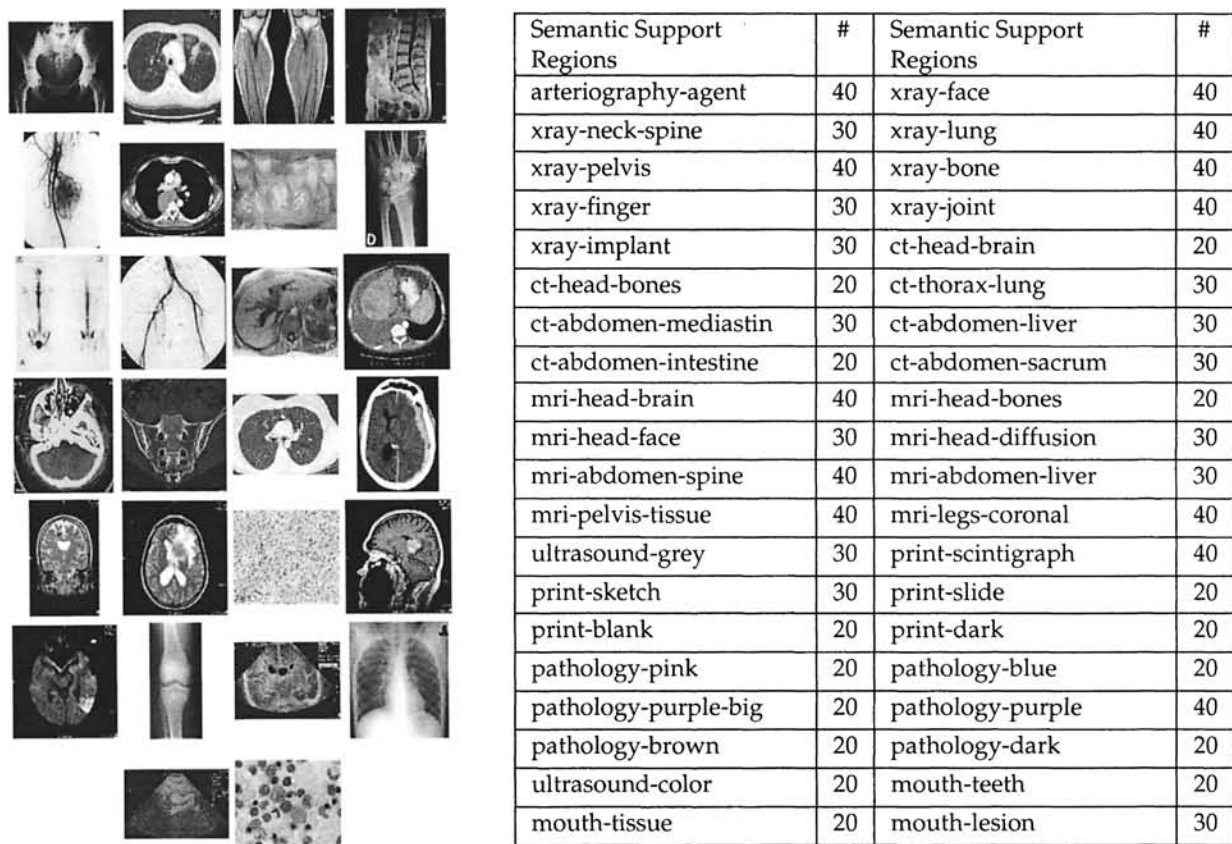 D
A
Semantic Support Regions # Semantic Support Regions #
arteriography-agent 40 xray-face 40
xray-neck-spine 30 xray-lung 40
xray-pelvis 40 xray-bone 40
xray-finger 30 xray-joint 40
xray-implant 30 ct-head-brain 20
ct-head-bones 20 ct-thorax-lung 30
ct-abdomen-mediastin 30 ct-abdomen-liver 30
ct-abdomen-intestine 20 ct-abdomen-sacrum 30
mri-head-brain 40 mri-head-bones 20
mri-head-face 30 mri-head-diffusion 30
mri-abdomen-spine 40 mri-abdomen-liver 30
mri-pelvis-tissue 40 mri-legs-coronal 40
ultrasound-grey 30 print-scintigraph 40
print-sketch 30 print-slide 20
print-blank 20 print-dark 20
pathology-pink 20 pathology-blue 20
pathology-purple-big 20 pathology-purple 40
pathology-brown 20 pathology-dark 20
ultrasound-color 20 mouth-teeth 20
mouth-tissue 20 mouth-lesion 30